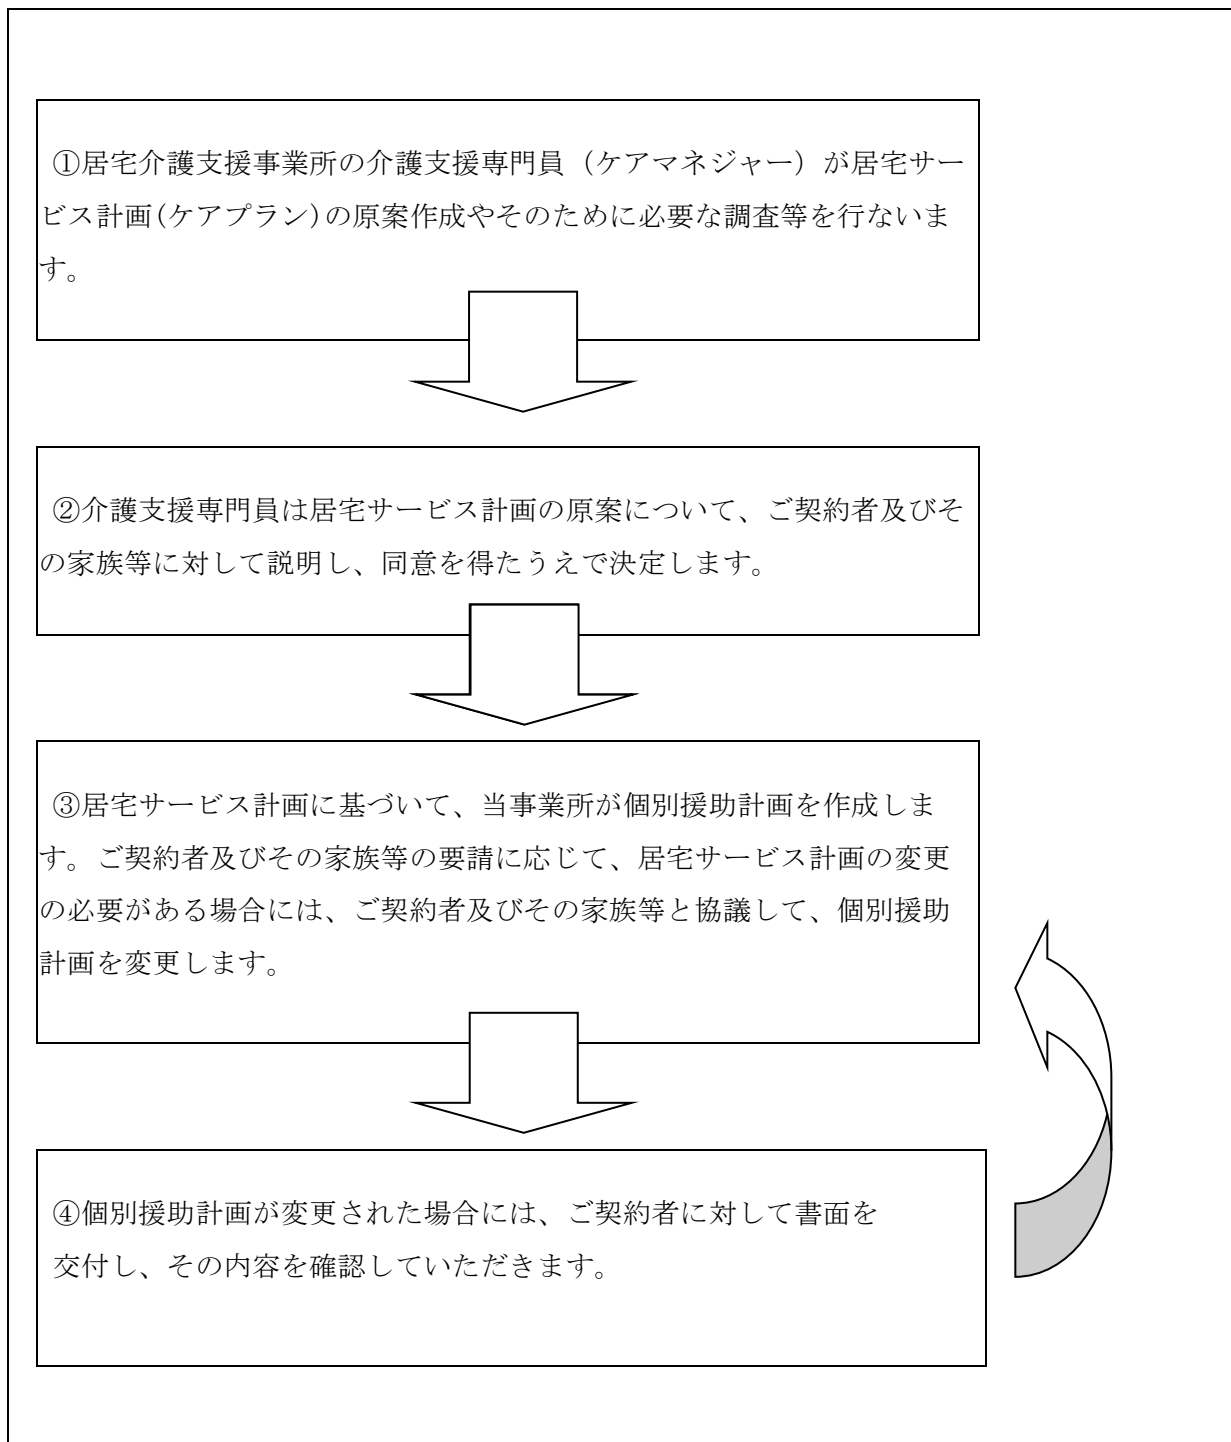 ①居宅介護支援事業所の介護支援専門員（ケアマネジャー）が居宅サー
ビス計画(ケアプラン)の原案作成やそのために必要な調査等を行ないま
す。
②介護支援専門員は居宅サービス計画の原案について、ご契約者及びそ
の家族等に対して説明し、同意を得たうえで決定します。
③居宅サービス計画に基づいて、当事業所が個別援助計画を作成しま
す。ご契約者及びその家族等の要請に応じて、居宅サービス計画の変更
の必要がある場合には、ご契約者及びその家族等と協議して、個別援助
計画を変更します。
④個別援助計画が変更された場合には、ご契約者に対して書面を
交付し、その内容を確認していただきます。